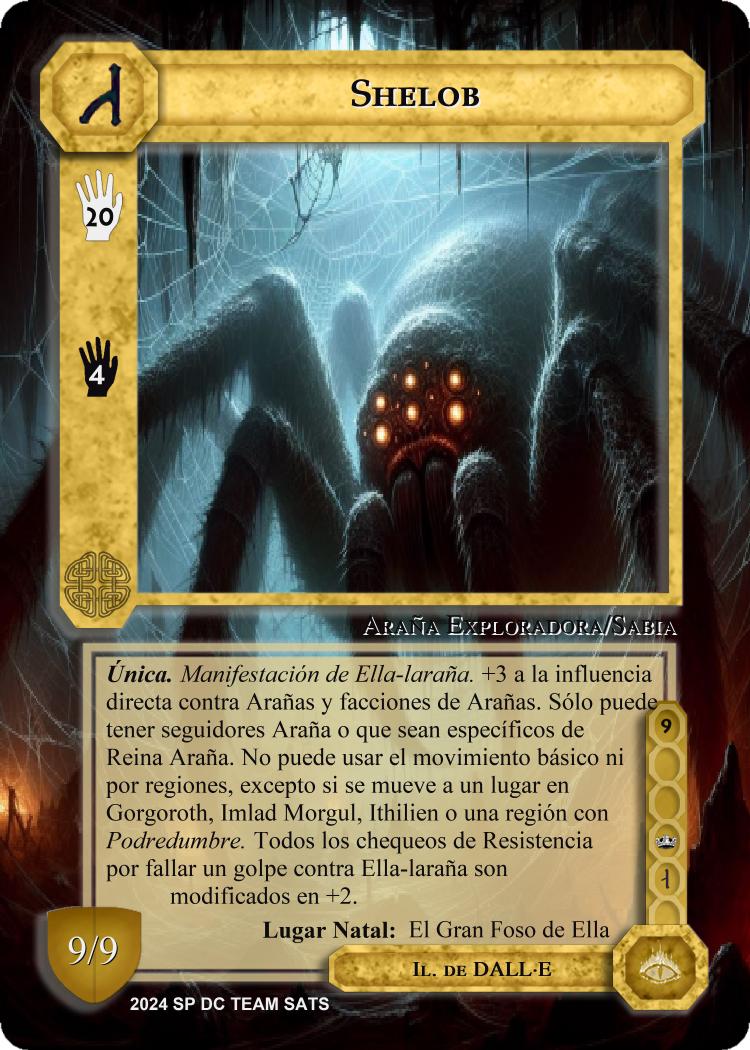 Shelob
20
4
Araña Exploradora/Sabia
Única. Manifestación de Ella-laraña. +3 a la influencia
directa contra Arañas y facciones de Arañas. Sólo puede
tener seguidores Araña o que sean específicos de
Reina Araña. No puede usar el movimiento básico ni
por regiones, excepto si se mueve a un lugar en
Gorgoroth, Imlad Morgul, Ithilien o una región con
Podredumbre. Todos los chequeos de Resistencia
por fallar un golpe contra Ella-laraña son
modificados en +2.
9
Lugar Natal: El Gran Foso de Ella
9/9
Il. de DALL·E
2024 SP DC TEAM SATS